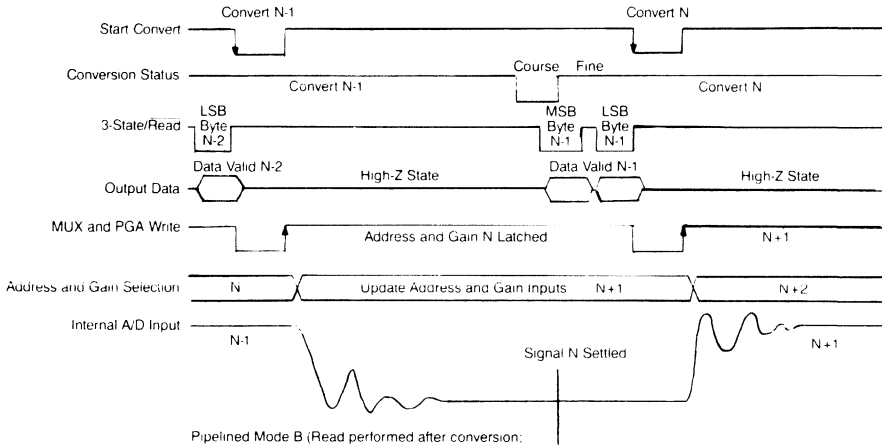 Convert N-1 Convert N
Start Convert
Course Fine
Conversion Status
Convert N-1 Convert N
LSB MSB LSB
3-State/Read Byte Byte Byte
N-2 N-1 N-1
Data Valid N-2 Data Valid N-1
High-Z State High-Z State
Output Data
MUX and PGA Write
Address and Gain N Latched N+1
Address and Gain Selection N Update Address and Gain Inputs N+1 N+2
Internal A/D Input
N-1 N+1
Signal N Settled
Pipelined Mode B (Read performed after conversion: